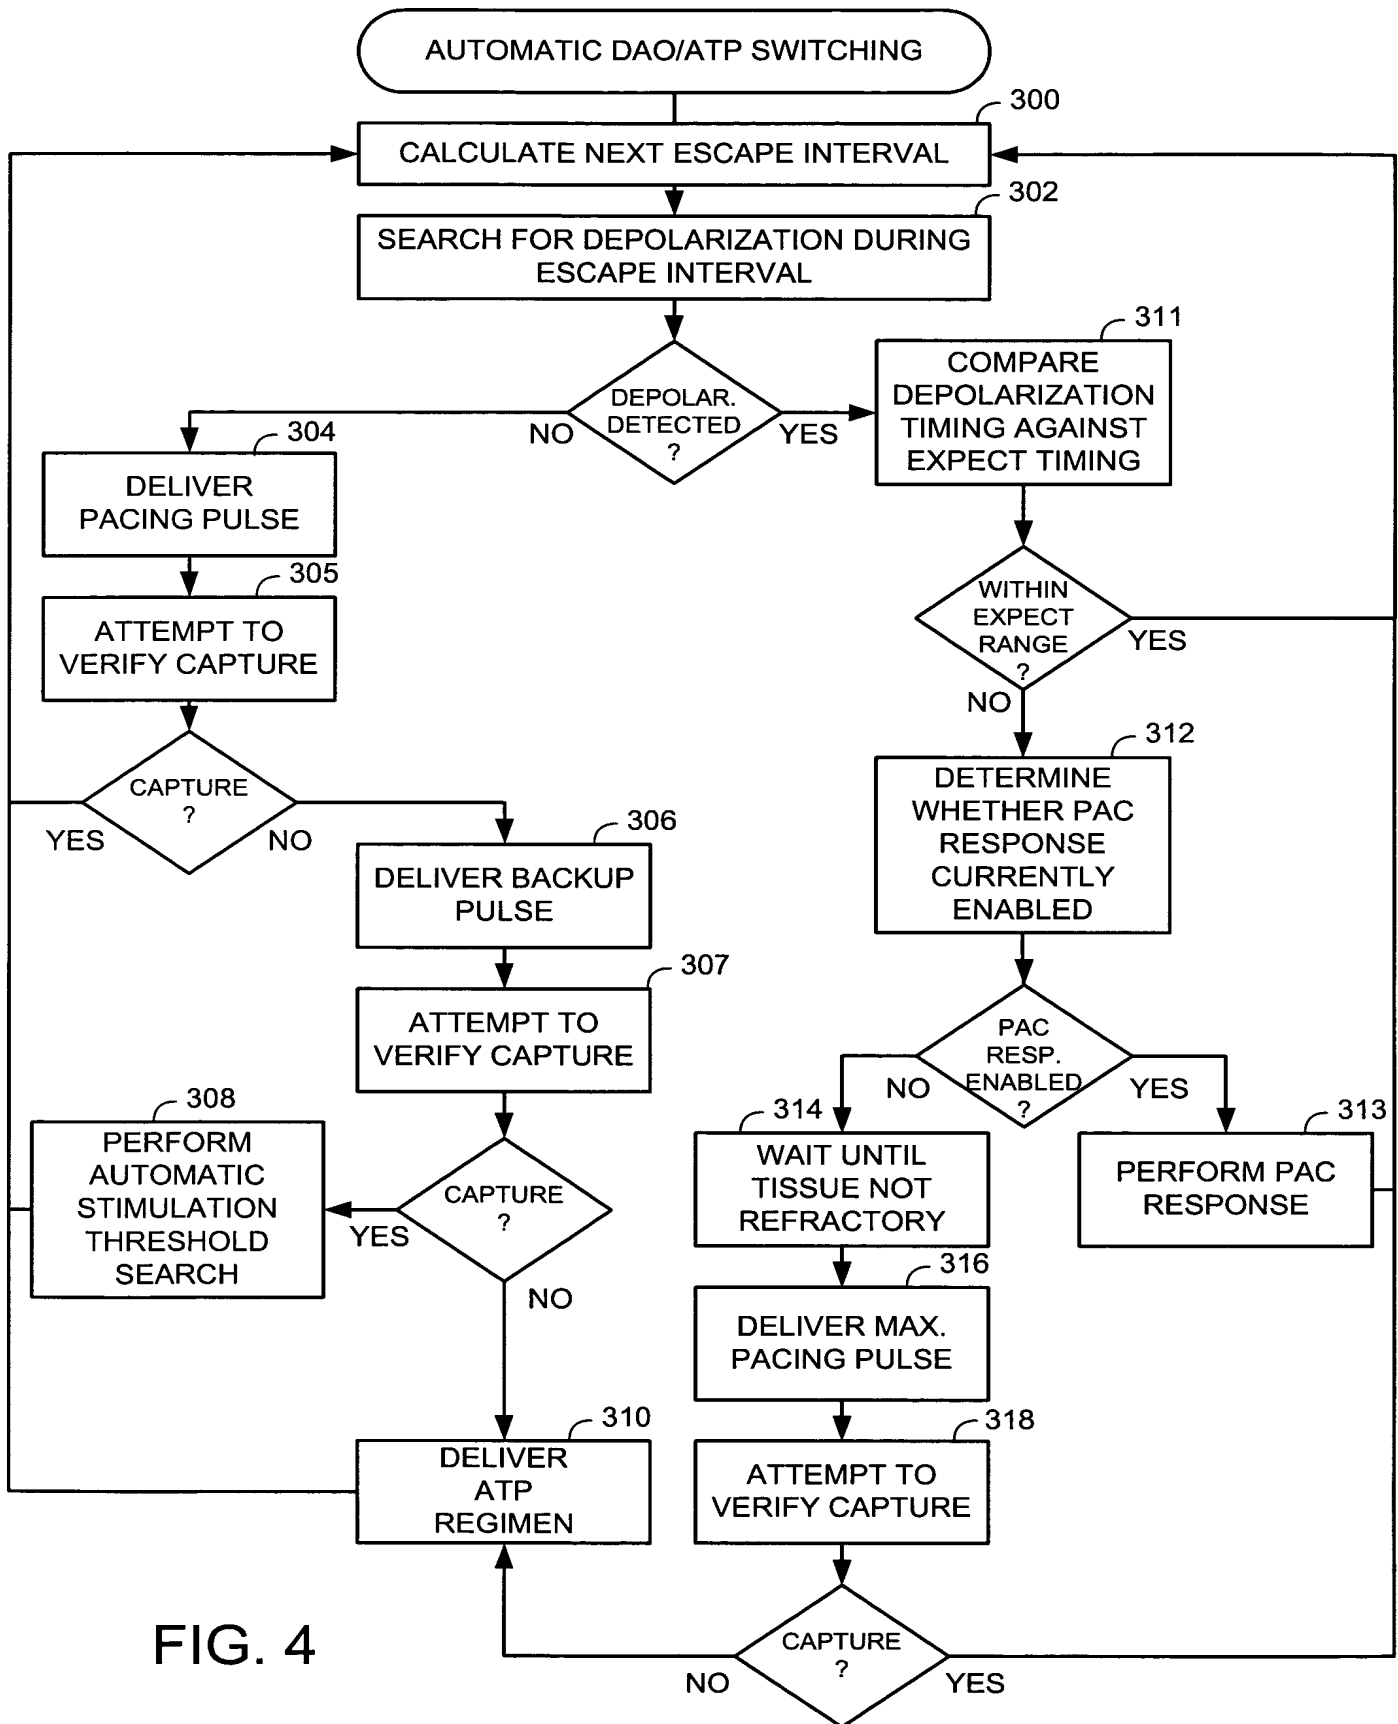 AUTOMATIC DAO/ATP SWITCHING
300
CALCULATE NEXT ESCAPE INTERVAL
302
SEARCH FOR DEPOLARIZATION DURING
ESCAPE INTERVAL
DEPOLAR.
DETECTED
?
NO
YES
311
COMPARE
DEPOLARIZATION
TIMING AGAINST
EXPECT TIMING
304
DELIVER
PACING PULSE
305
ATTEMPT TO
VERIFY CAPTURE
CAPTURE
?
YES
NO
WITHIN
EXPECT
RANGE
?
YES
NO
312
DETERMINE
WHETHER PAC
RESPONSE
CURRENTLY
ENABLED
306
DELIVER BACKUP
PULSE
307
ATTEMPT TO
VERIFY CAPTURE
PAC
RESP.
ENABLED
?
NO
YES
308
PERFORM
AUTOMATIC
STIMULATION
THRESHOLD
SEARCH
CAPTURE
?
YES
NO
314
WAIT UNTIL
TISSUE NOT
REFRACTORY
313
PERFORM PAC
RESPONSE
316
DELIVER MAX.
PACING PULSE
310
DELIVER
ATP
REGIMEN
318
ATTEMPT TO
VERIFY CAPTURE
CAPTURE
?
NO
YES
FIG. 4